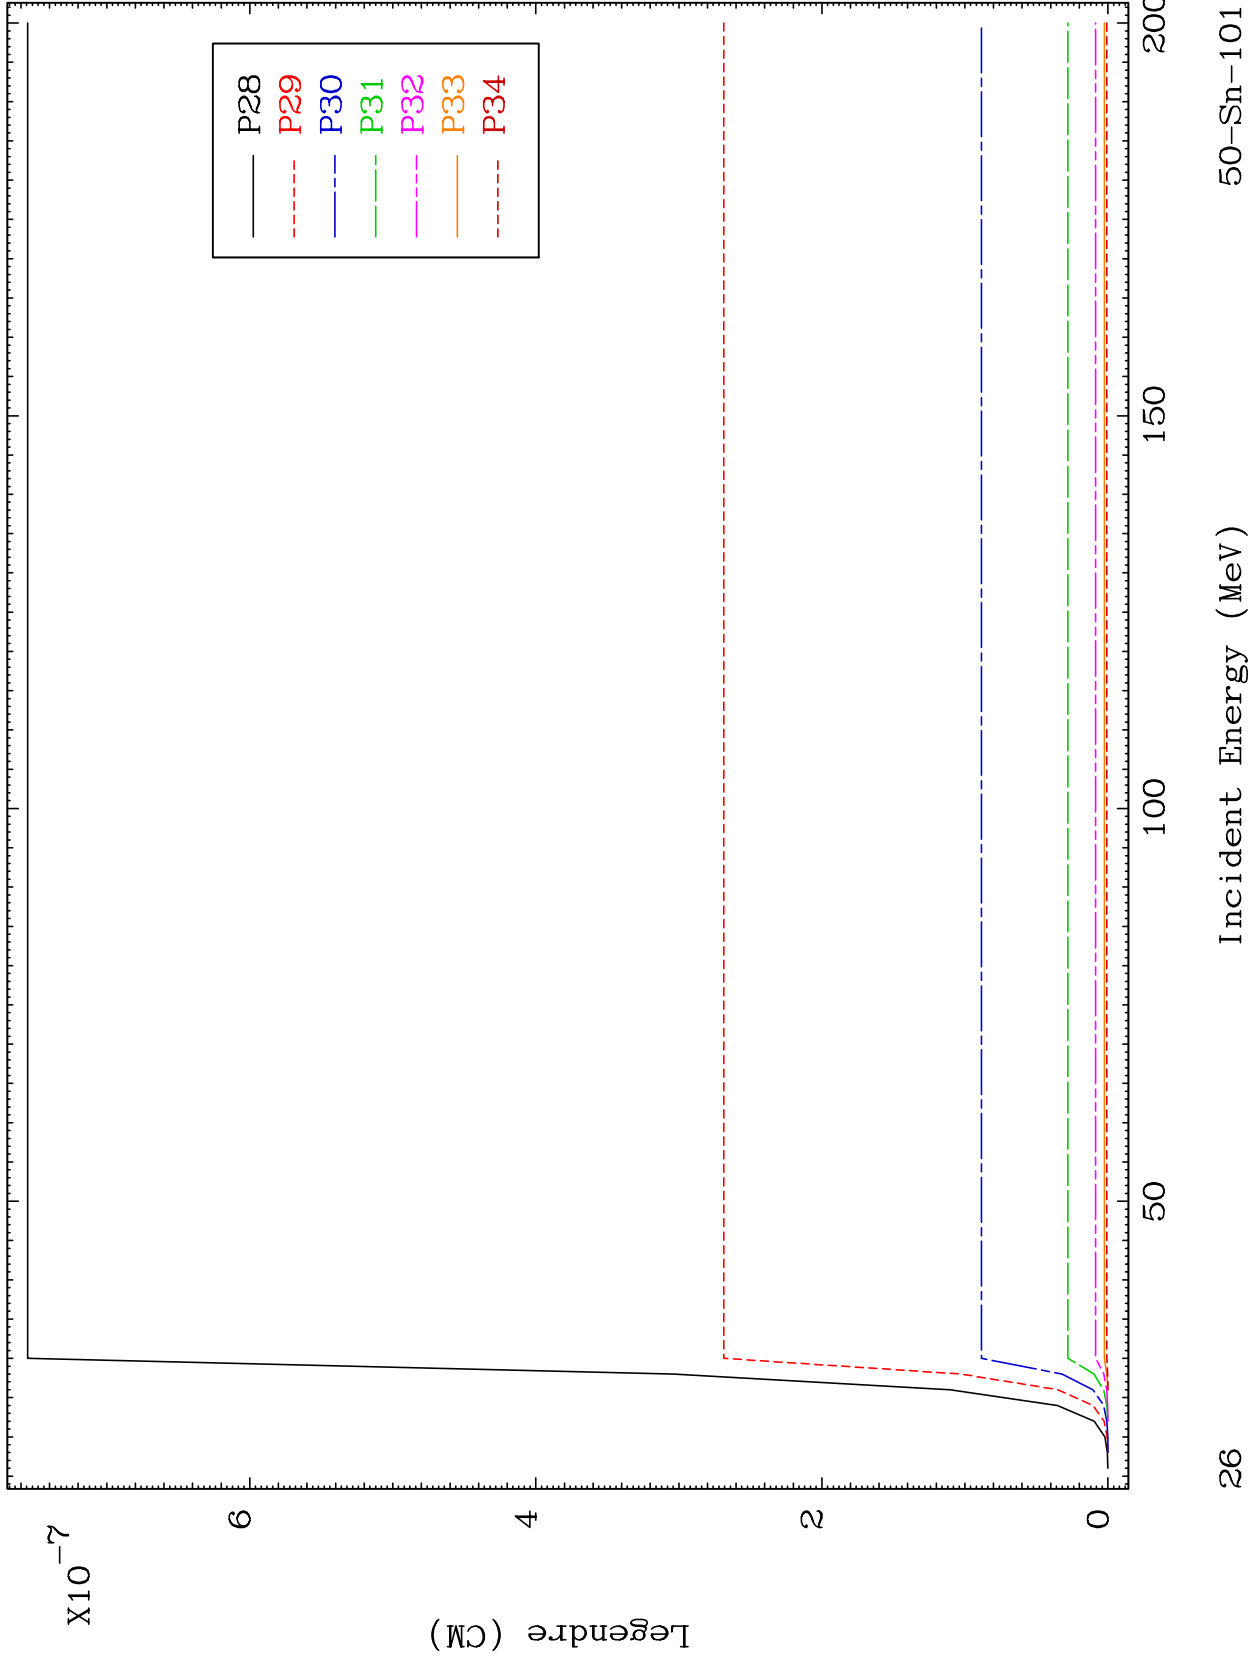 X10-7
Legendre (CM)
6
4
2
0
P28
P29
P30
P31
P32
P33
P34
50
100
150
200
26
Incident Energy (MeV)
50-Sn-101